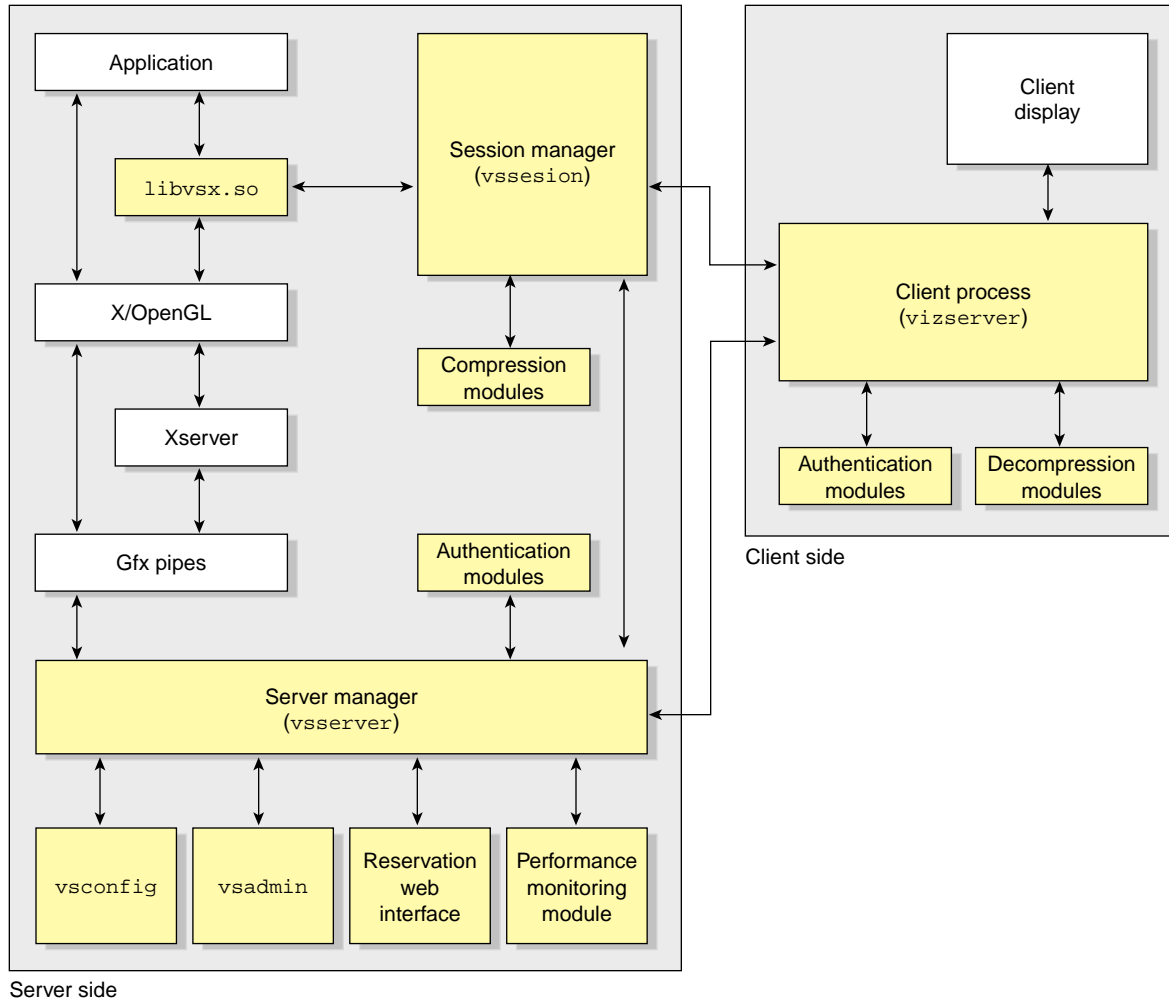 Application
libvsx.so
X/OpenGL
Xserver
Gfx pipes
Session manager
(vssesion)
Compression
modules
Authentication
modules
Server manager
(vsserver)
vsconfig
vsadmin
Reservation
web
interface
Performance
monitoring
module
Server side
Client
display
Client process
(vizserver)
Authentication
modules
Decompression
modules
Client side